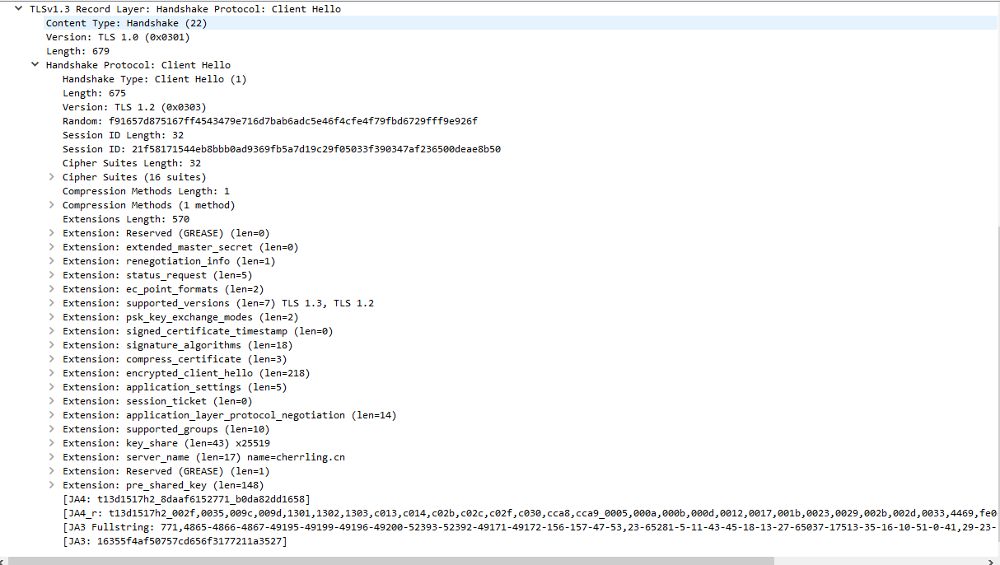 TLSv1.3 Record Layer: Handshake Protocol: Client Hello
Content Type: Handshake (22)
Version: TLS 1.0 (0x0301)
Length: 679
Handshake Protocol: Client Hello
Handshake Type: Client Hello (1)
Length: 675
Version: TLS 1.2 (0x0303)
Random: f91657d875167ff4543479e716d7bab6adc5e46f4cfe4f79fbd6729fff9e926f
Session ID Length: 32
Session ID: 21f58171544eb8bbb0ad9369fb5a7d19c29f05033f390347af236500deae8b50
Cipher Suites Length: 32
Cipher Suites (16 suites)
Compression Methods Length: 1
Compression Methods (1 method)
Extensions Length: 570
Extension: Reserved (GREASE) (len=0)
Extension: extended_master_secret (len=0)
Extension: renegotiation_info (len=1)
Extension: status_request (len=5)
Extension: ec_point_formats (len=2)
Extension: supported_versions (len=7) TLS 1.3, TLS 1.2
Extension: psk_key_exchange_modes (len=2)
Extension: signed_certificate_timestamp (len=0)
Extension: signature_algorithms (len=18)
Extension: compress_certificate (len=3)
Extension: encrypted_client_hello (len=218)
Extension: application_settings (len=5)
Extension: session_ticket (len=0)
Extension: application_layer_protocol_negotiation (len=14)
Extension: supported_groups (len=10)
Extension: key_share (len=43) x25519
Extension: server_name (len=17) name=cherrling.cn
Extension: Reserved (GREASE) (len=1)
Extension: pre_shared_key (len=148)
[JA4: t13d1517h2_8daaf6152771_b0da82dd1658]
[JA4_r: t13d1517h2_002f,0035,009c,009d,1301,1302,1303,c013,c014,c02b,c02c,c02f,c030,cca8,cca9_0005,000a,000b,000d,0012,0017,001b,0023,0029,002b,002d,0033,4469,fe0
[JA3 Fullstring: 771,4865-4866-4867-49195-49199-49196-49200-52393-52392-49171-49172-156-157-47-53,23-65281-5-11-43-45-18-13-27-65037-17513-35-16-10-51-0-41,29-23-
[JA3: 16355f4af50757cd656f3177211a3527]